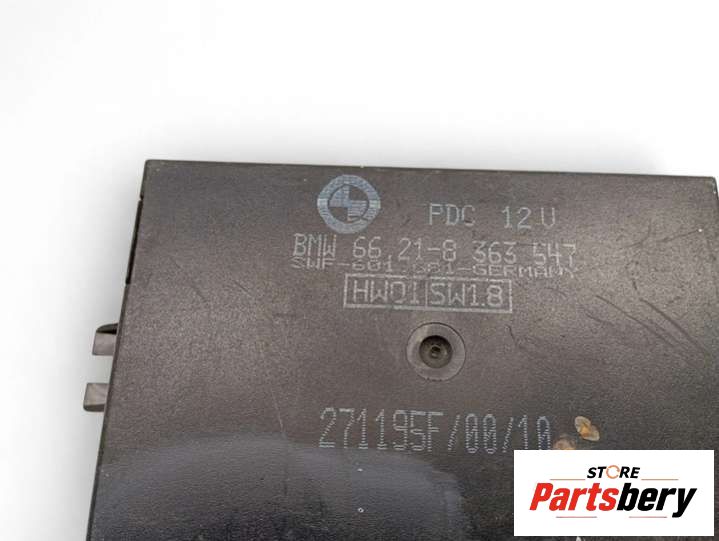 PDC 12V
BMW 66 21-8 363 547
SWF-601.681-GERMANY
HW01 SW1.8
271195F/00/10
STORE
Partsbery